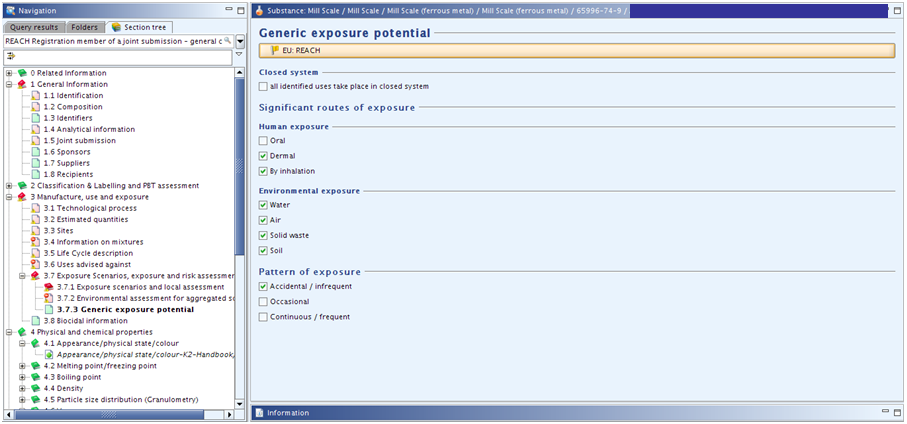 Navigation
Query results
Folders
Section tree
REACH Registration member of a joint submission – general c
0 Related Information
1 General Information
1.1 Identification
1.2 Composition
1.3 Identifiers
1.4 Analytical information
1.5 Joint submission
1.6 Sponsors
1.7 Suppliers
1.8 Recipients
2 Classification & Labelling and PBT assessment
3 Manufacture, use and exposure
3.1 Technological process
3.2 Estimated quantities
3.3 Sites
3.4 Information on mixtures
3.5 Life Cycle description
3.6 Uses advised against
3.7 Exposure Scenarios, exposure and risk assessmen
3.7.1 Exposure scenarios and local assessment
3.7.2 Environmental assessment for aggregated so
3.7.3 Generic exposure potential
3.8 Biocidal information
4 Physical and chemical properties
4.1 Appearance/physical state/colour
Appearance/physical state/colour-K2-Handbook,
4.2 Melting point/freezing point
4.3 Boiling point
4.4 Density
4.5 Particle size distribution (Granulometry)
Substance: Mill Scale / Mill Scale / Mill Scale (ferrous metal) / Mill Scale (ferrous metal) / 65996-74-9 /
Generic exposure potential
EU: REACH
Closed system
all identified uses take place in closed system
Significant routes of exposure
Human exposure
Oral
Dermal
By inhalation
Environmental exposure
Water
Air
Solid waste
Soil
Pattern of exposure
Accidental / infrequent
Occasional
Continuous / frequent
Information